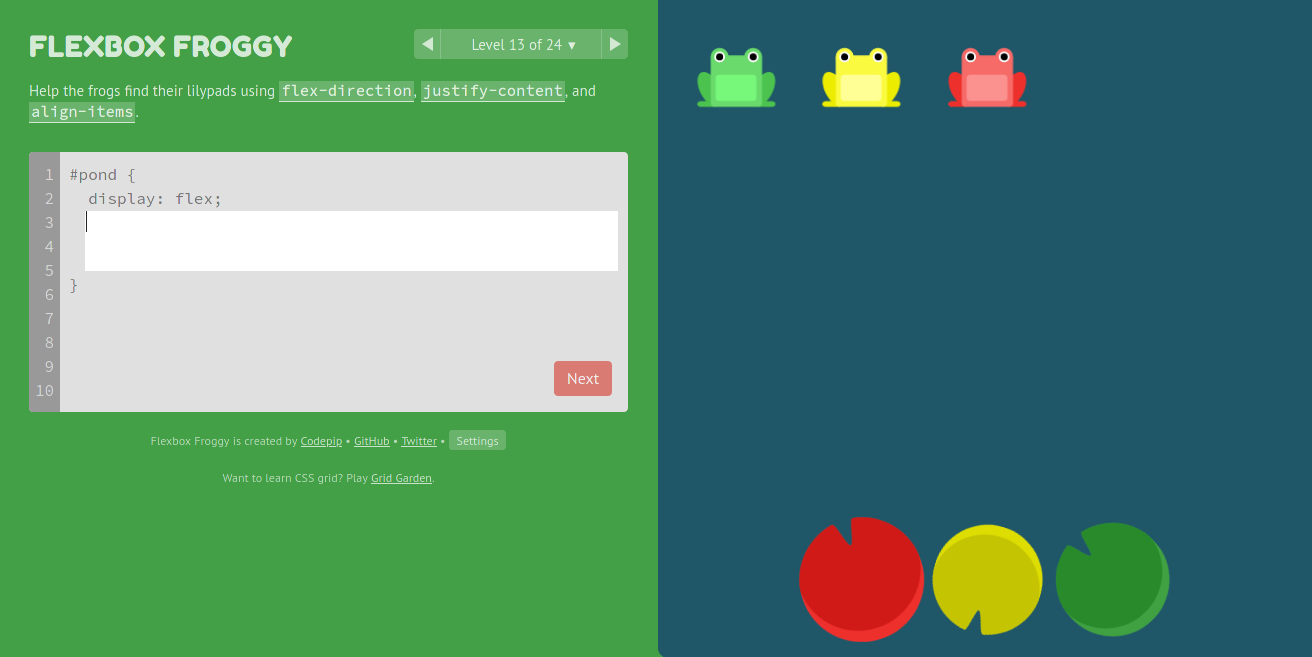 FLEXBOX FROGGY
◀ Level 13 of 24 ▾ ▶
Help the frogs find their lilypads using flex-direction, justify-content, and
align-items.
1 #pond {
2 display: flex;
3
4
5
6 }
7
8
9
10
Next
Flexbox Froggy is created by Codepip • GitHub • Twitter • Settings
Want to learn CSS grid? Play Grid Garden.